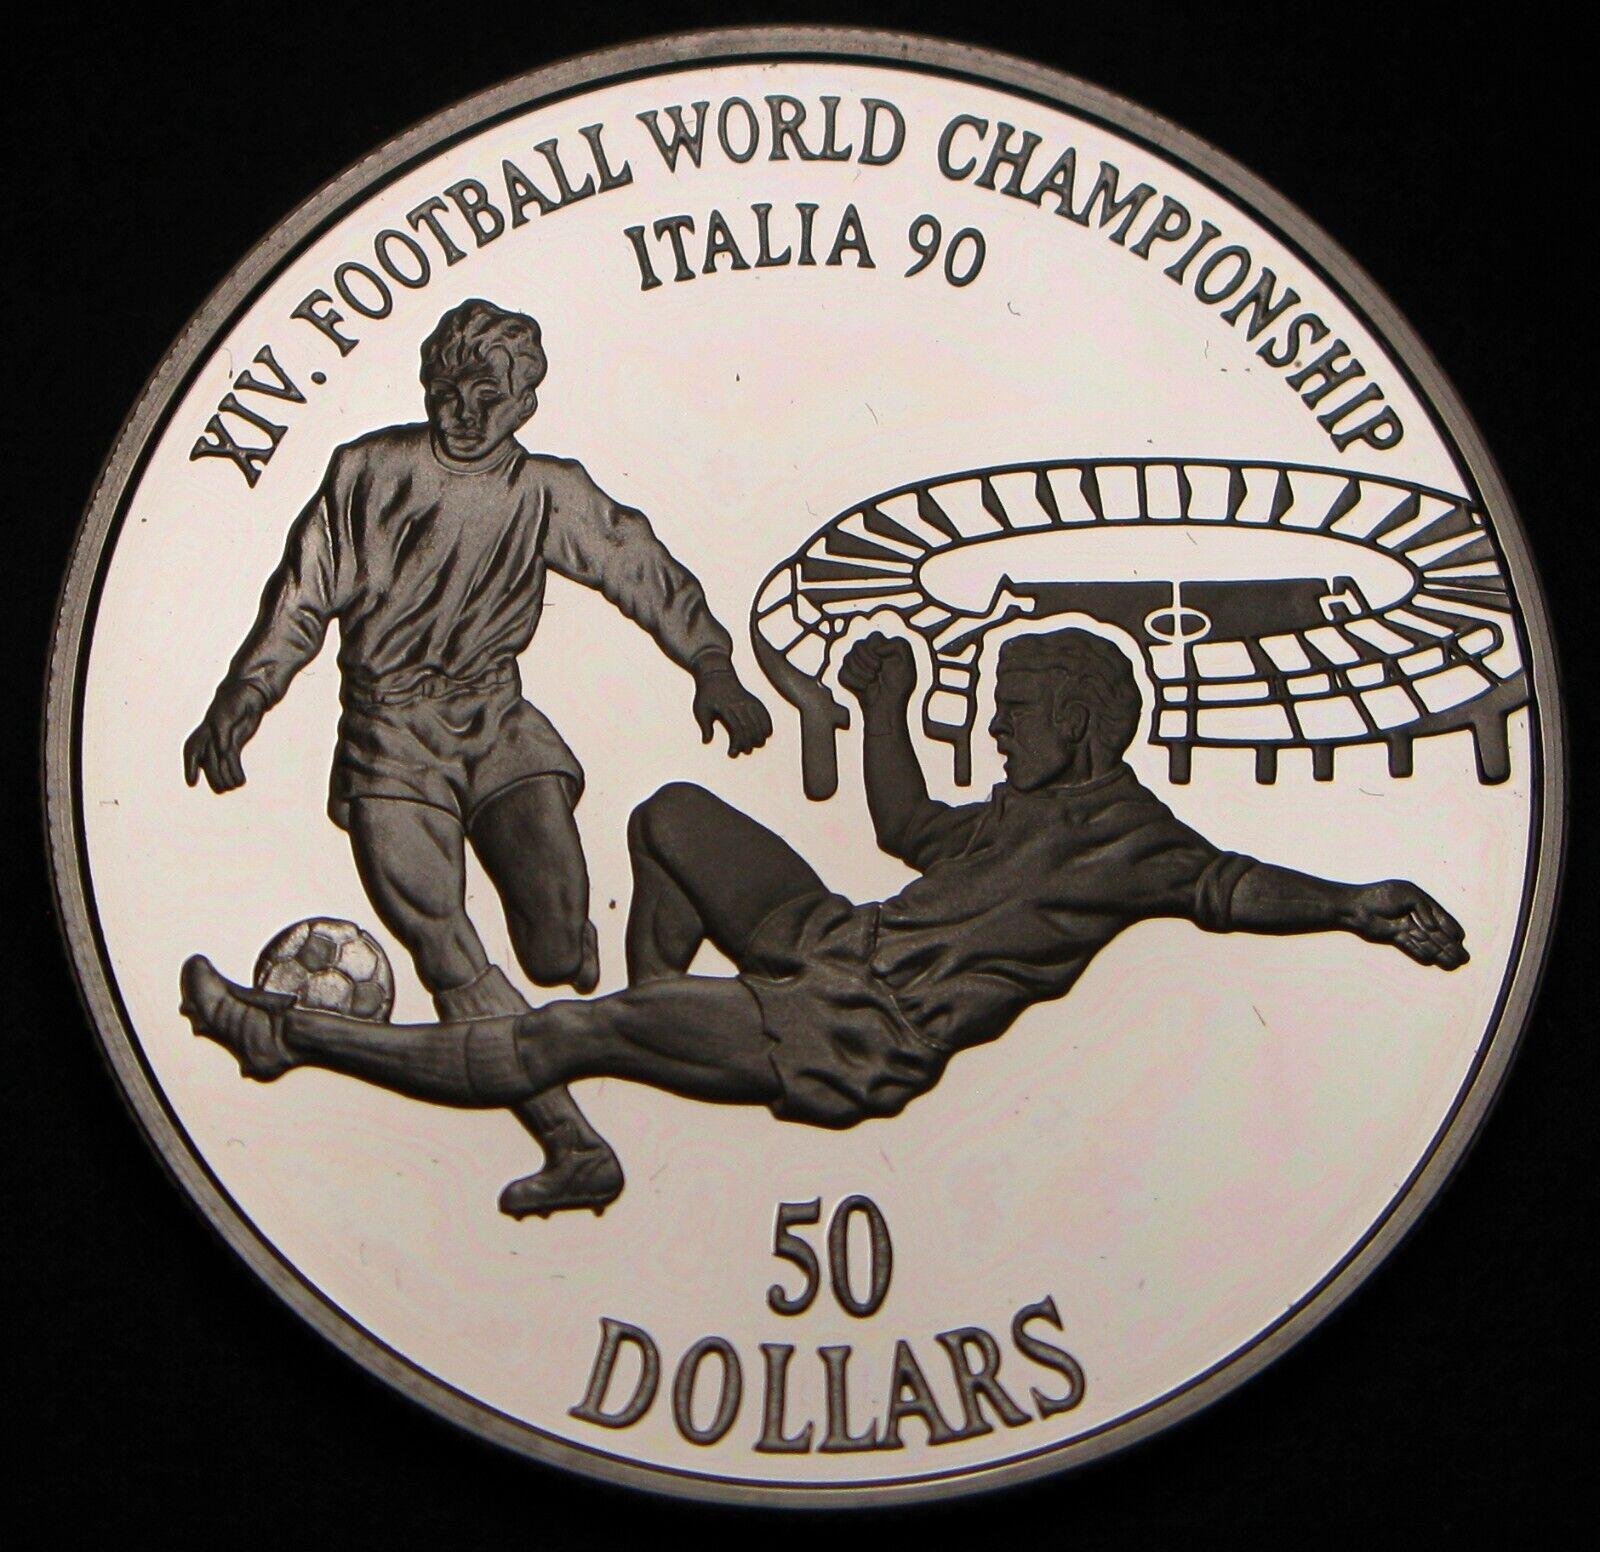 XIV. FOOTBALL WORLD CHAMPIONSHIP
ITALIA 90
50
DOLLARS